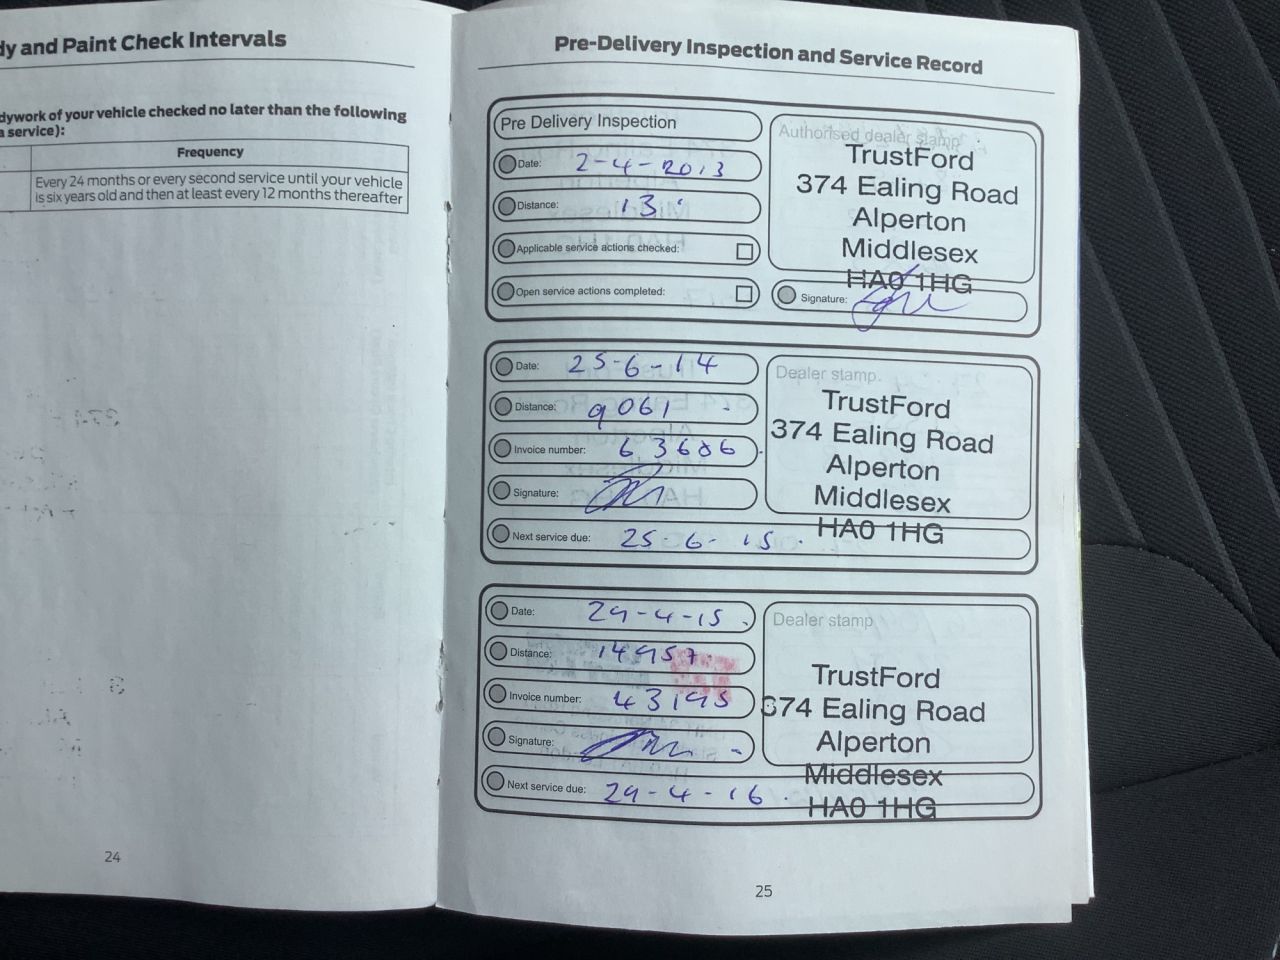 dy and Paint Check Intervals
dywork of your vehicle checked no later than the following
a service):
Frequency
Every 24 months or every second service until your vehicle
is six years old and then at least every 12 months thereafter
24
Pre-Delivery Inspection and Service Record
Pre Delivery Inspection
Date: 2-4-2013
Distance: 13
Applicable service actions checked:
Open service actions completed:
Authorised dealer stamp
TrustFord
374 Ealing Road
Alperton
Middlesex
HA0 1HG
Signature:
Date: 25-6-14
Distance: 9061
Invoice number: 63686
Signature:
Next service due: 25-6-15
Dealer stamp
TrustFord
374 Ealing Road
Alperton
Middlesex
HA0 1HG
Date: 29-4-15
Distance: 14957
Invoice number: 43195
Signature:
Next service due: 29-4-16
Dealer stamp
TrustFord
374 Ealing Road
Alperton
Middlesex
HA0 1HG
25